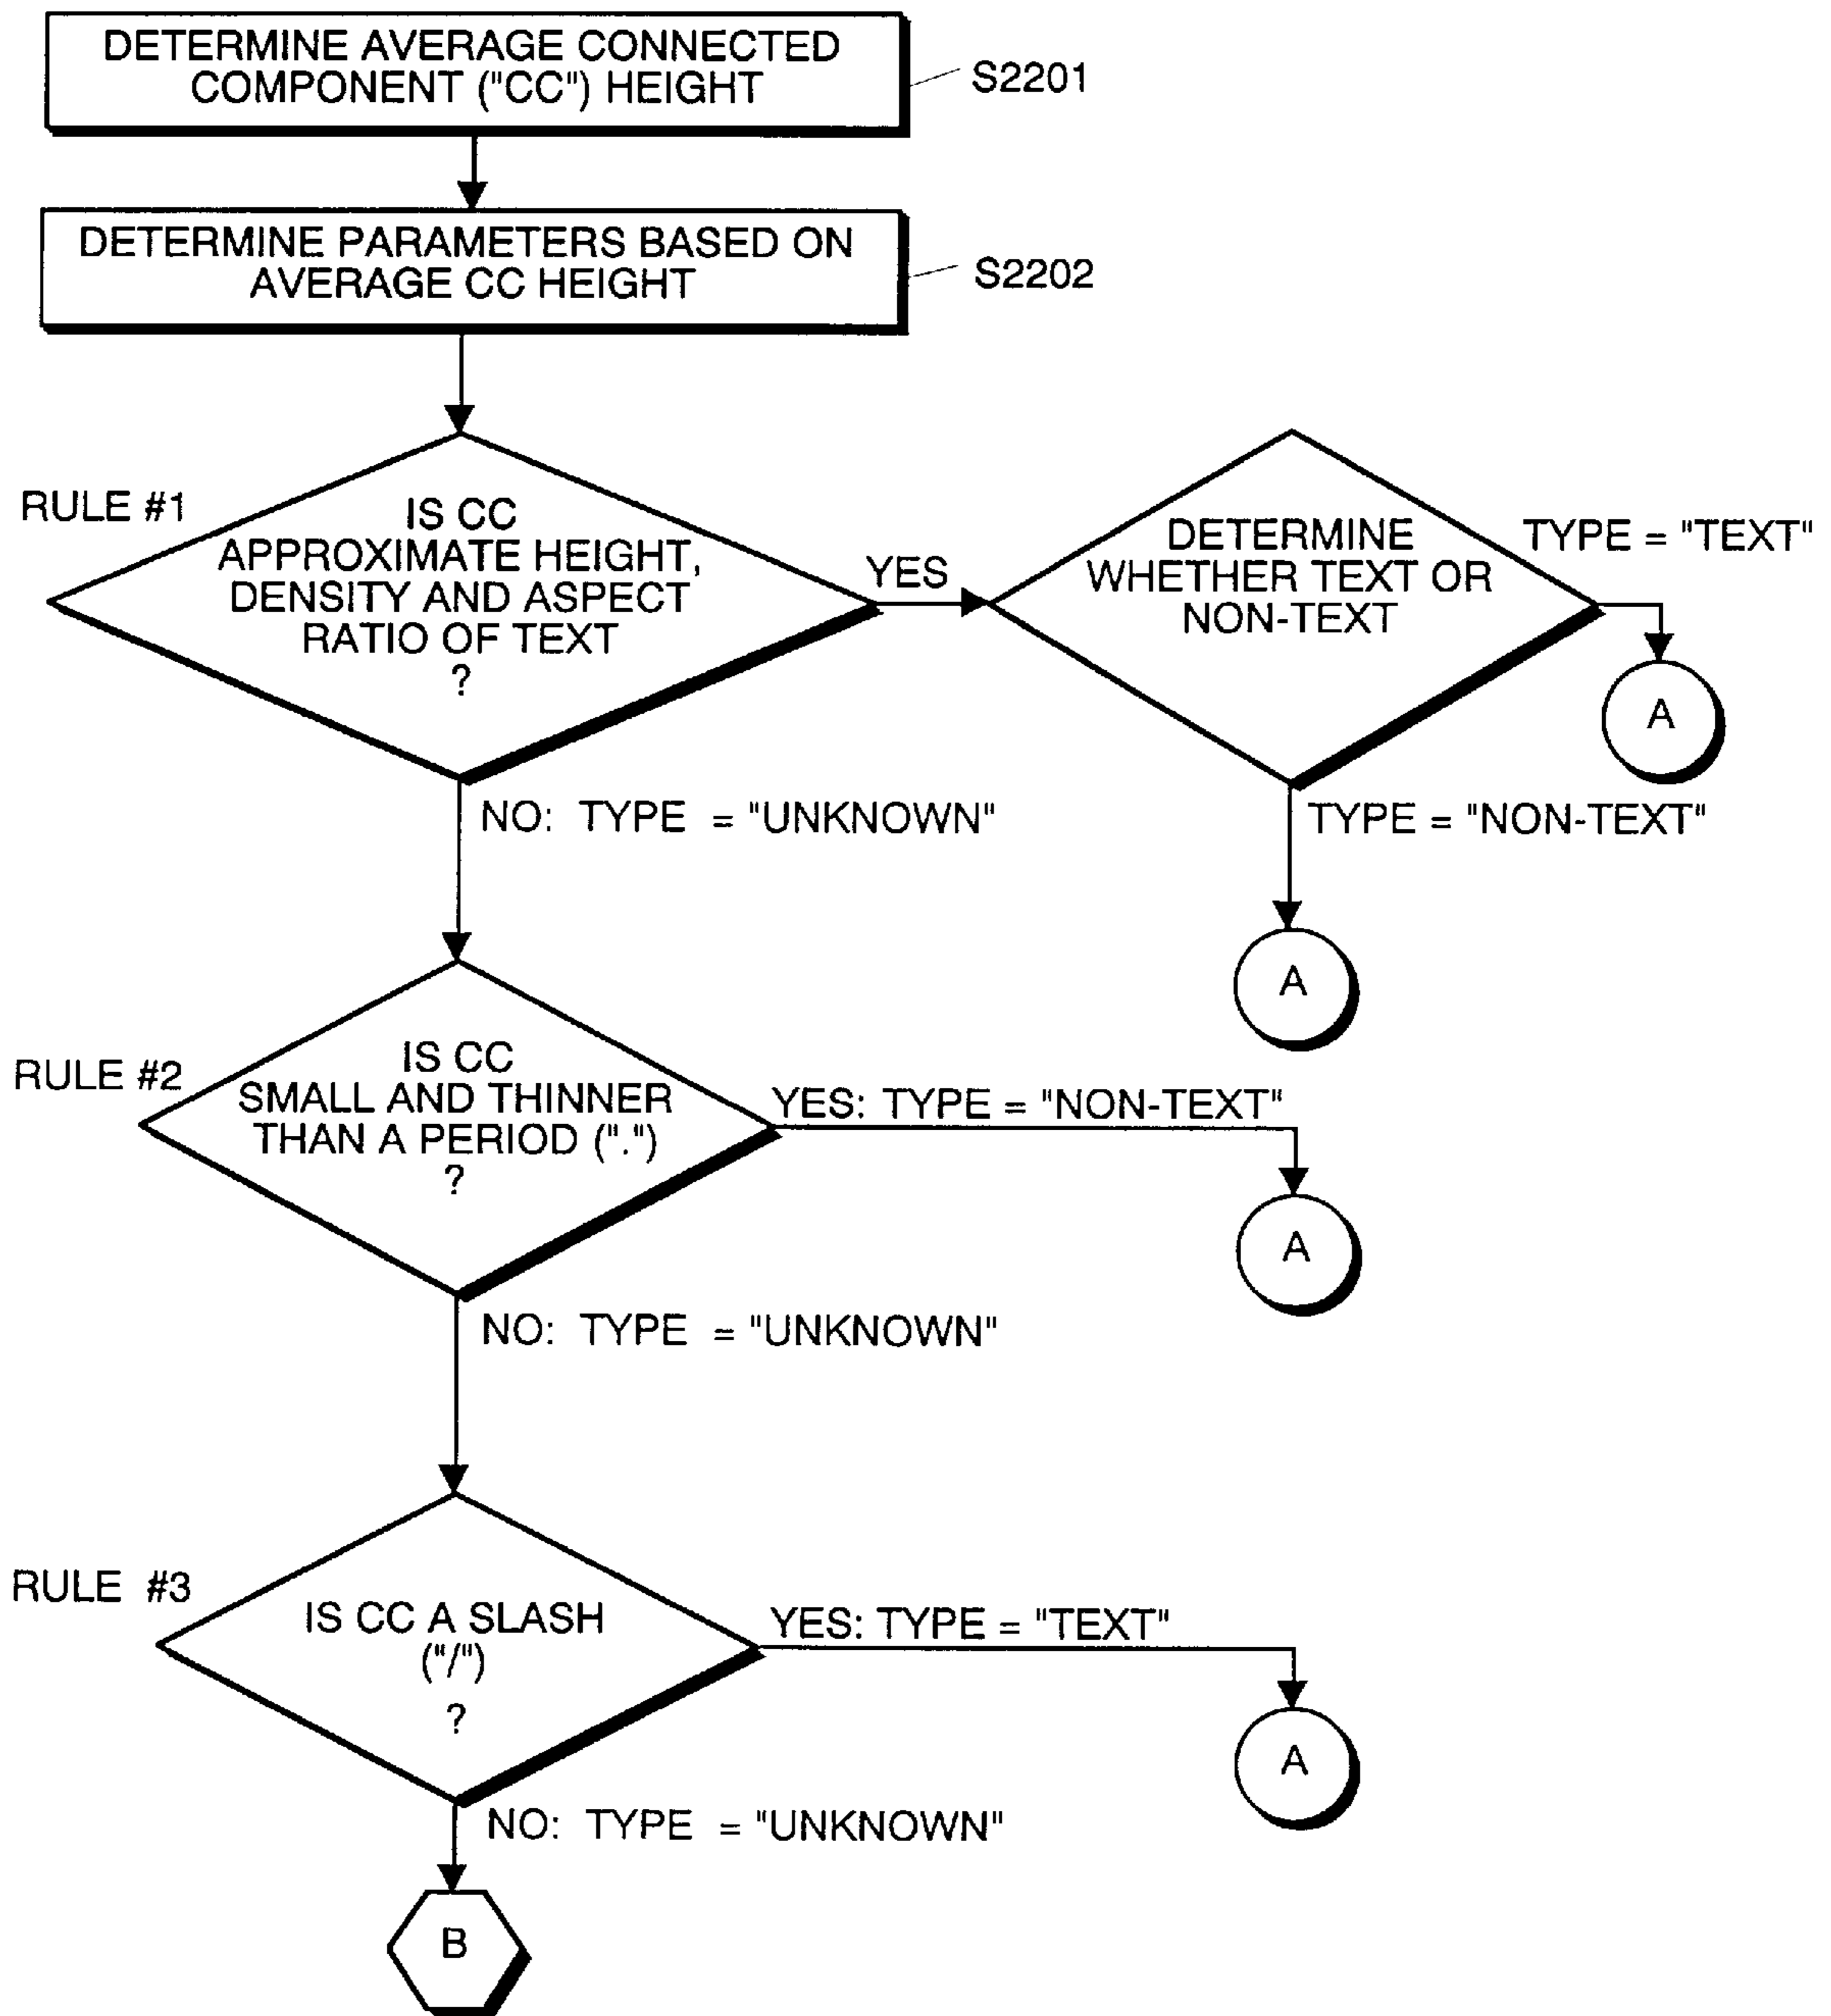 DETERMINE AVERAGE CONNECTED
COMPONENT ("CC") HEIGHT
S2201
DETERMINE PARAMETERS BASED ON
AVERAGE CC HEIGHT
S2202
RULE #1
IS CC
APPROXIMATE HEIGHT,
DENSITY AND ASPECT
RATIO OF TEXT
?
YES
DETERMINE
WHETHER TEXT OR
NON-TEXT
TYPE = "TEXT"
A
NO: TYPE = "UNKNOWN"
TYPE = "NON-TEXT"
A
RULE #2
IS CC
SMALL AND THINNER
THAN A PERIOD (".")
?
YES: TYPE = "NON-TEXT"
A
NO: TYPE = "UNKNOWN"
RULE #3
IS CC A SLASH
("/")
?
YES: TYPE = "TEXT"
A
NO: TYPE = "UNKNOWN"
B